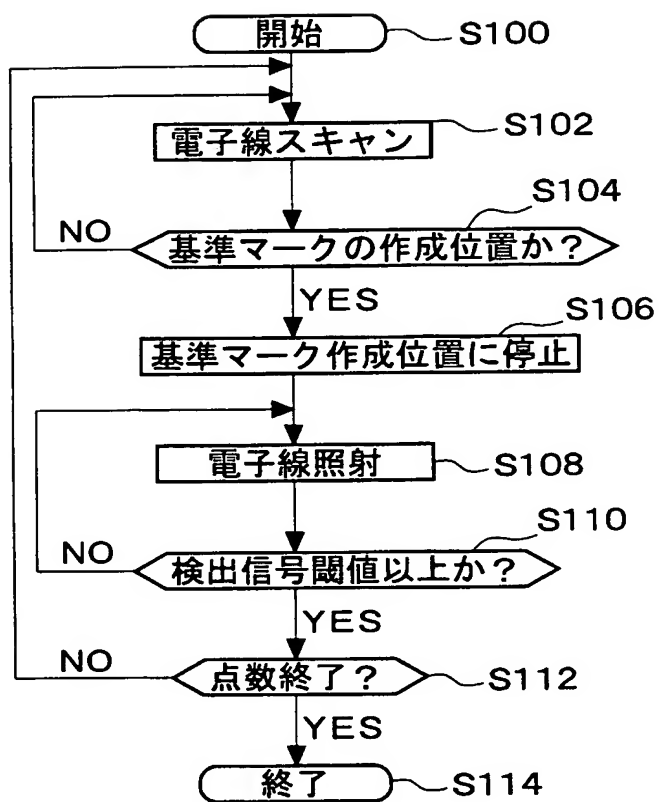 開始 S100
電子線スキャン S102
基準マークの作成位置か? S104
NO
YES
基準マーク作成位置に停止 S106
電子線照射 S108
検出信号閾値以上か? S110
NO
YES
点数終了? S112
NO
YES
終了 S114